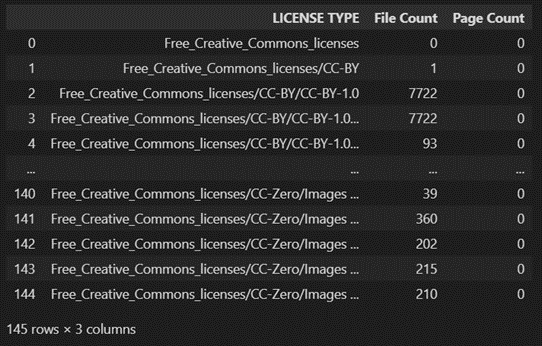 LICENSE TYPE File Count Page Count
0 Free_Creative_Commons_licenses 0 0
1 Free_Creative_Commons_licenses/CC-BY 1 0
2 Free_Creative_Commons_licenses/CC-BY/CC-BY-1.0 7722 0
3 Free_Creative_Commons_licenses/CC-BY/CC-BY-1.0... 7722 0
4 Free_Creative_Commons_licenses/CC-BY/CC-BY-1.0... 93 0
... ... ... ...
140 Free_Creative_Commons_licenses/CC-Zero/Images ... 39 0
141 Free_Creative_Commons_licenses/CC-Zero/Images ... 360 0
142 Free_Creative_Commons_licenses/CC-Zero/Images ... 202 0
143 Free_Creative_Commons_licenses/CC-Zero/Images ... 215 0
144 Free_Creative_Commons_licenses/CC-Zero/Images ... 210 0
145 rows × 3 columns